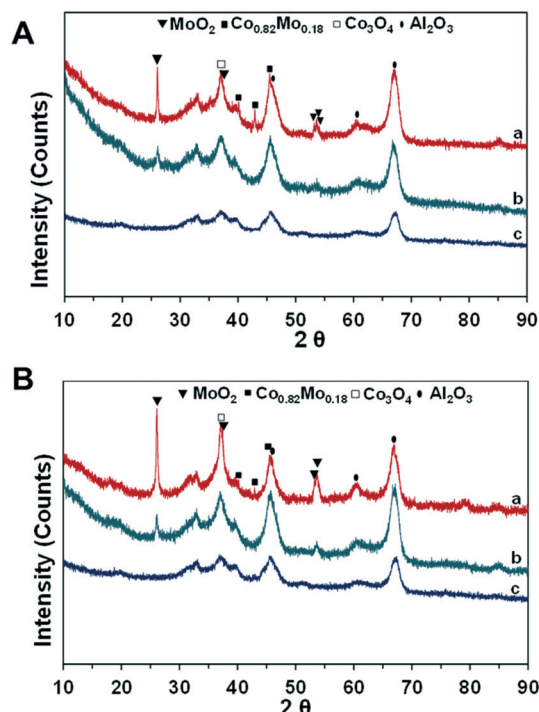 A
▼MoO₂ ■Co₀.₈₂Mo₀.₁₈ □Co₃O₄ ●Al₂O₃
Intensity (Counts)
a
b
c
10 20 30 40 50 60 70 80 90
2 θ
B
▼ MoO₂ ■ Co₀.₈₂Mo₀.₁₈ □ Co₃O₄ ● Al₂O₃
Intensity (Counts)
a
b
c
10 20 30 40 50 60 70 80 90
2 θ